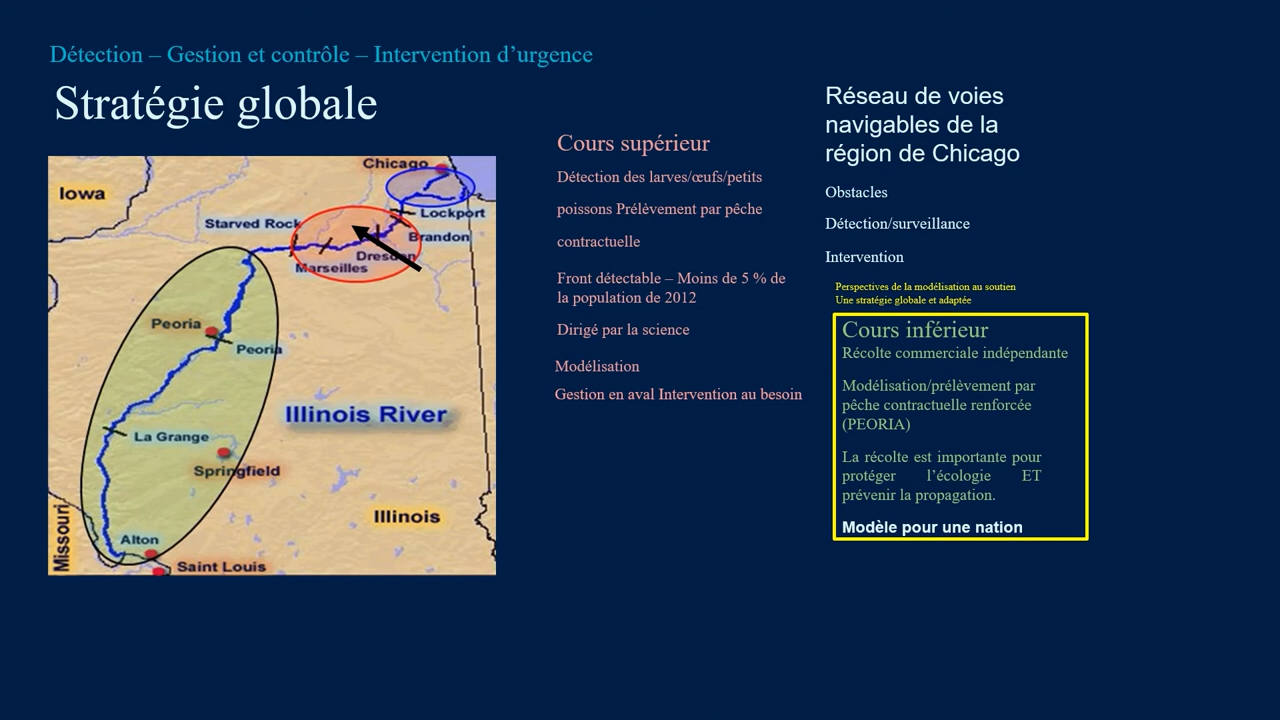 Détection – Gestion et contrôle – Intervention d’urgence
Stratégie globale
Chicago
Iowa
Lockport
Starved Rock
Brandon
Dresden
Marseilles
Peoria
Peoria
Illinois River
La Grange
Springfield
Illinois
Missouri
Alton
Saint Louis
Cours supérieur
Détection des larves/œufs/petits
poissons Prélèvement par pêche
contractuelle
Front détectable – Moins de 5 % de
la population de 2012
Dirigé par la science
Modélisation
Gestion en aval Intervention au besoin
Réseau de voies
navigables de la
région de Chicago
Obstacles
Détection/surveillance
Intervention
Perspectives de la modélisation au soutien
Une stratégie globale et adaptée
Cours inférieur
Récolte commerciale indépendante
Modélisation/prélèvement par
pêche contractuelle renforcée
(PEORIA)
La récolte est importante pour
protéger l’écologie ET
prévenir la propagation.
Modèle pour une nation